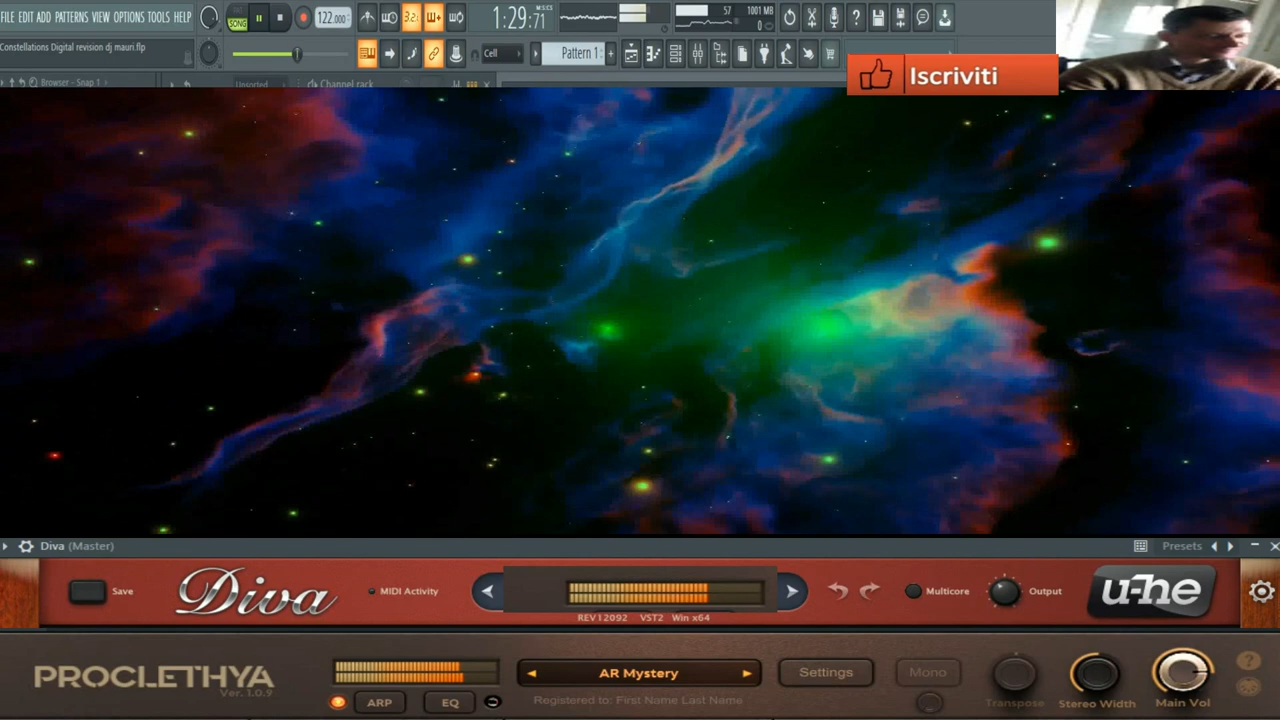 FILE EDIT ADD PATTERNS VIEW OPTIONS TOOLS HELP
SONG
122.000
32:
1:29:71
M:S:CS
57
1001 MB
0
Constellations Digital revision dj mauri.flp
Cell
Pattern 1
Browser - Snap 1
Unsorted
Channel rack
Iscriviti
Diva (Master)
Presets
Save
Diva
MIDI Activity
REV12092 VST2 Win x64
Multicore
Output
u-he
PROCLETHYA
Ver. 1.0.9
ARP
EQ
AR Mystery
Registered to: First Name Last Name
Settings
Mono
Transpose
Stereo Width
Main Vol
?